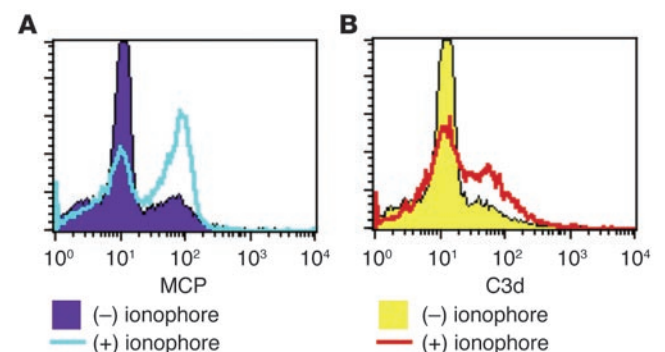 A B
10⁰ 10¹ 10² 10³ 10⁴ 10⁰ 10¹ 10² 10³ 10⁴
MCP C3d
(–) ionophore (–) ionophore
(+) ionophore (+) ionophore